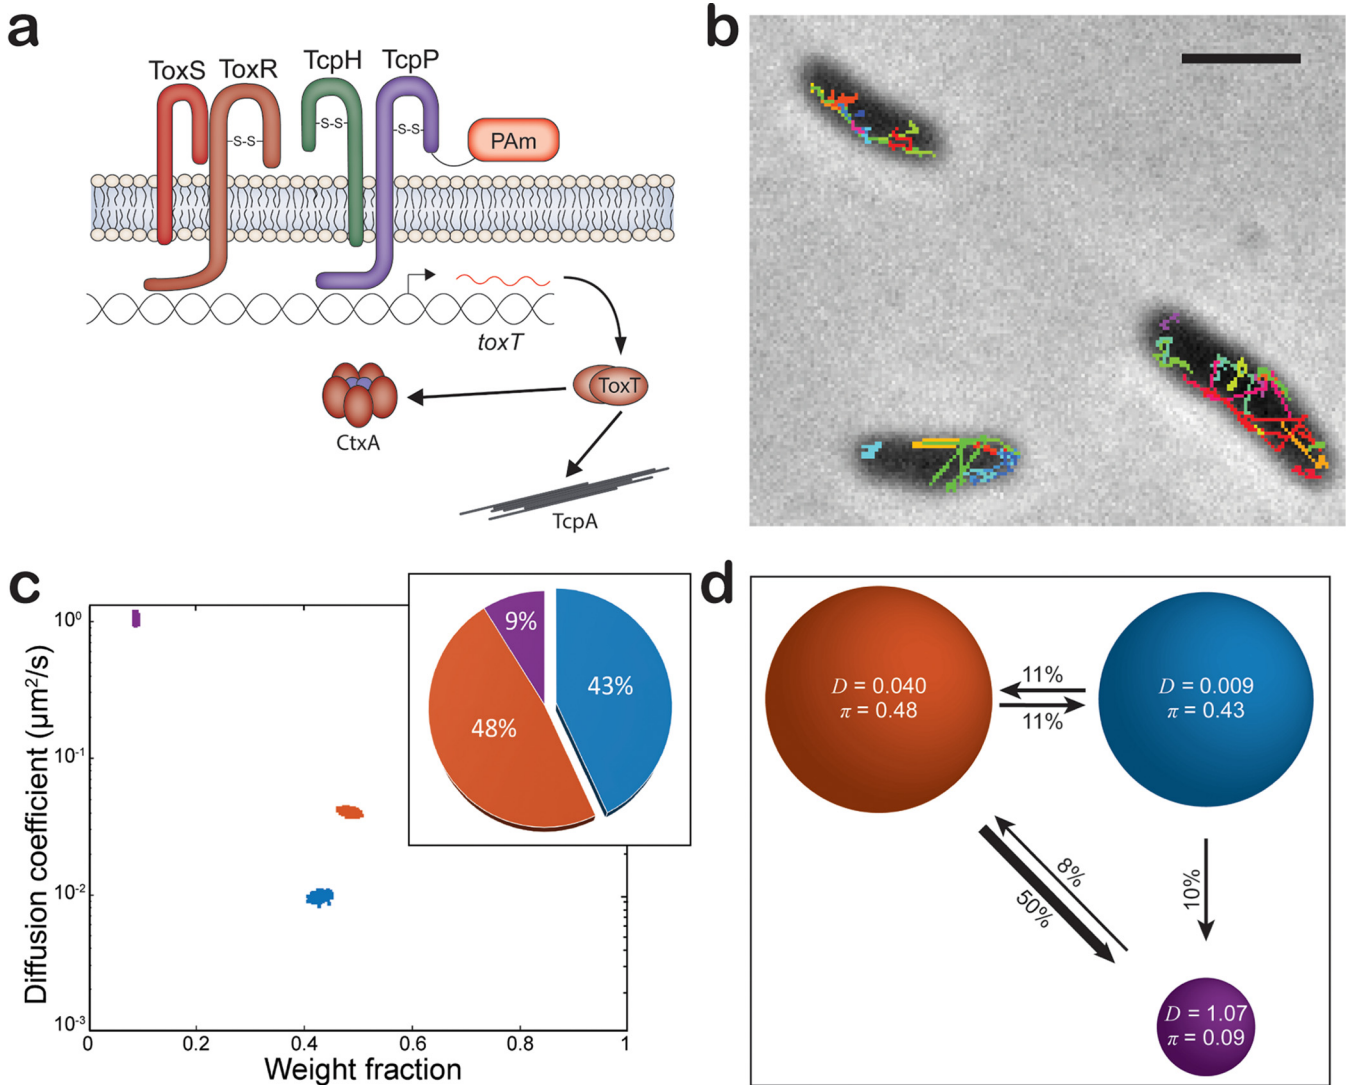 a
ToxS ToxR TcpH TcpP
-S-S- -S-S- -S-S-
PAm
toxT
ToxT
CtxA
TcpA
b
c
Diffusion coefficient (µm²/s)
10⁰
10⁻¹
10⁻²
10⁻³
0 0.2 0.4 0.6 0.8 1
Weight fraction
9%
43%
48%
d
D = 0.040
π = 0.48
11%
11%
D = 0.009
π = 0.43
8%
50%
10%
D = 1.07
π = 0.09